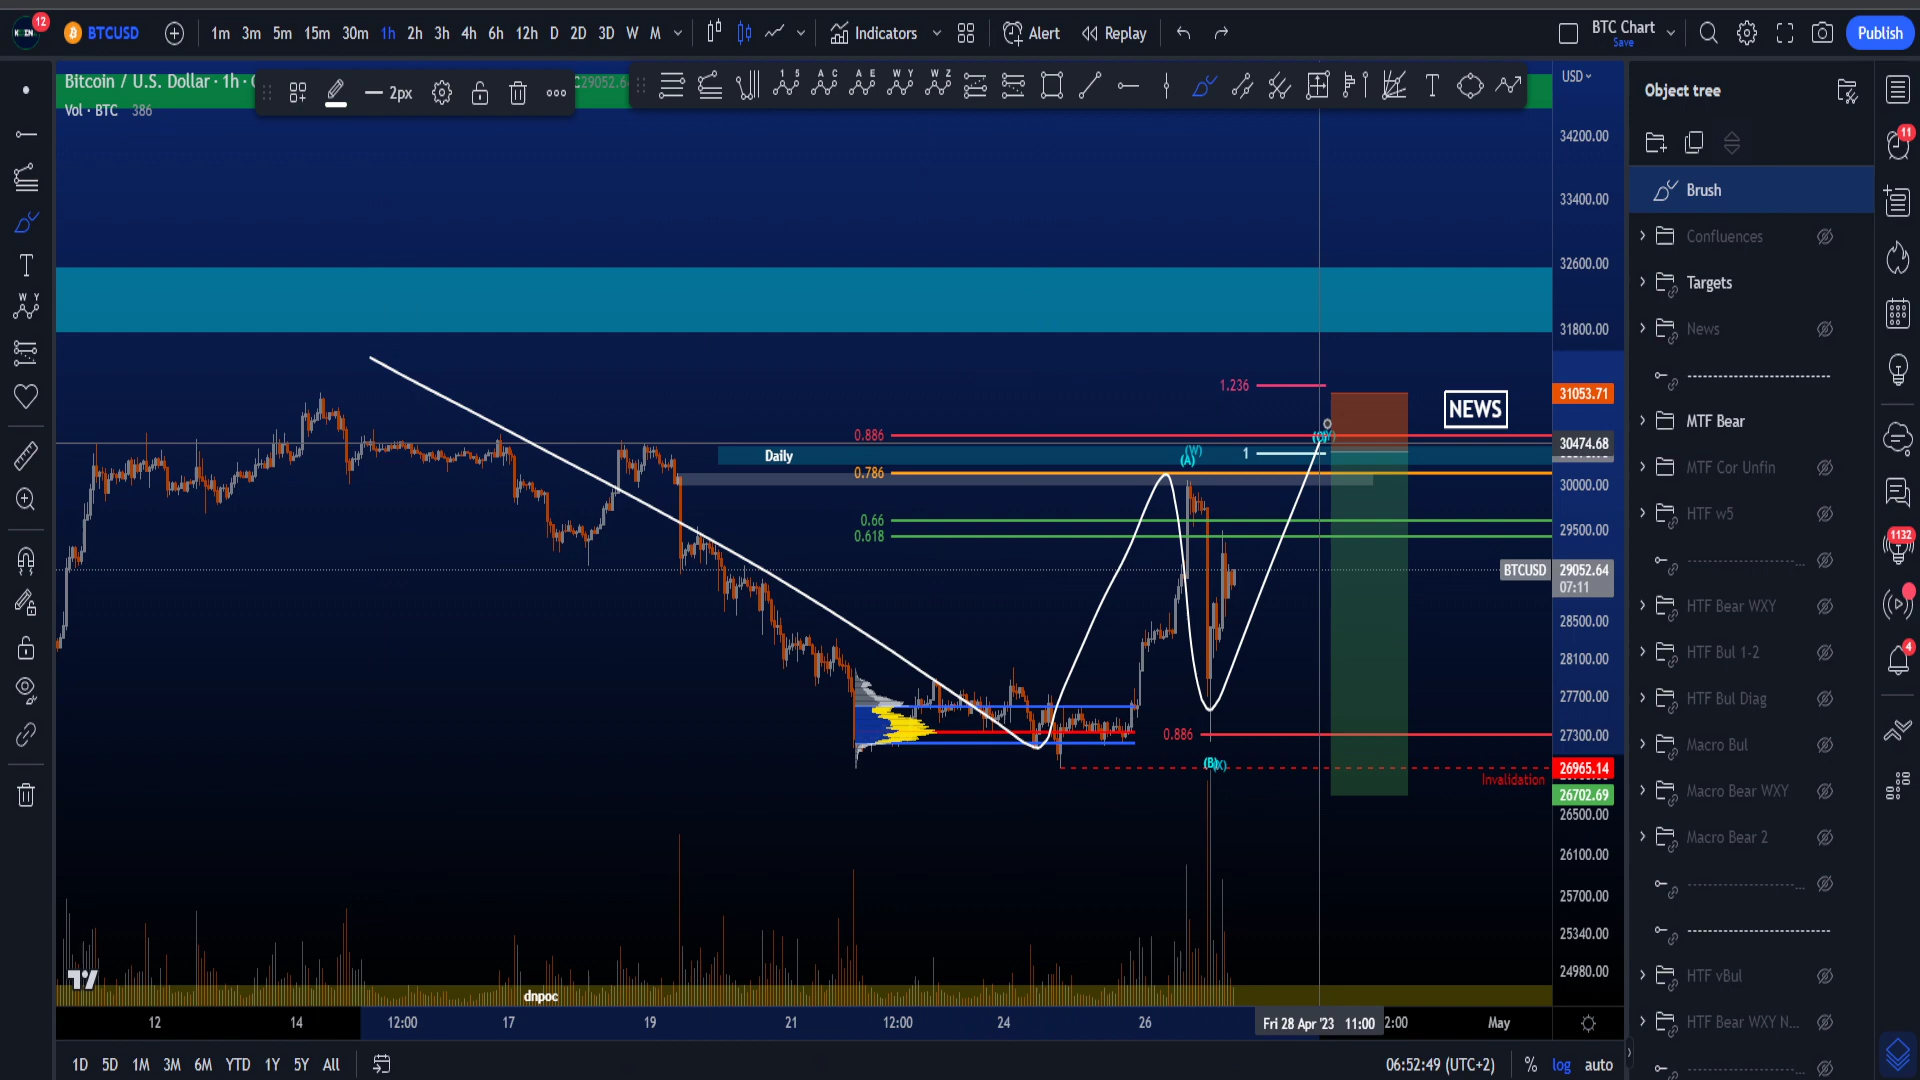 12
BTCUSD
1m 3m 5m 15m 30m 1h 2h 3h 4h 6h 12h D 2D 3D W M
Indicators
Alert
Replay
BTC Chart
Save
Publish
Bitcoin / U.S. Dollar · 1h ·
29052.64
2px
Vol · BTC 386
USD
34200.00
33400.00
32600.00
31800.00
1.236
31053.71
NEWS
0.886
30474.68
Daily
(W)
(A)
1
0.786
30000.00
0.66
29500.00
0.618
BTCUSD
29052.64
07:11
28500.00
28100.00
27700.00
0.886
27300.00
(B)
26965.14
Invalidation
26702.69
26500.00
26100.00
25700.00
25340.00
24980.00
dnpoc
12 14 12:00 17 19 21 12:00 24 26 Fri 28 Apr '23 11:00 2:00 May
1D 5D 1M 3M 6M YTD 1Y 5Y All
06:52:49 (UTC+2) % log auto
Object tree
Brush
Confluences
Targets
News
MTF Bear
MTF Cor Unfin
HTF w5
HTF Bear WXY
HTF Bul 1-2
HTF Bul Diag
Macro Bul
Macro Bear WXY
Macro Bear 2
HTF vBul
HTF Bear WXY N...
11
1132
4